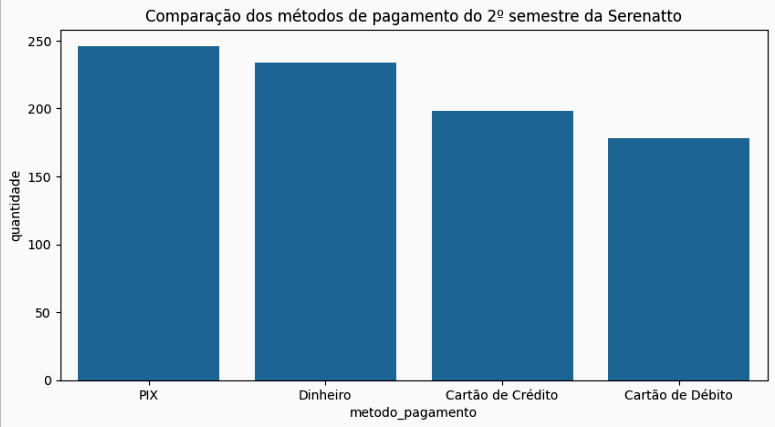 Comparação dos métodos de pagamento do 2º semestre da Serenatto
250
200
150
100
50
0
quantidade
PIX Dinheiro Cartão de Crédito Cartão de Débito
metodo_pagamento